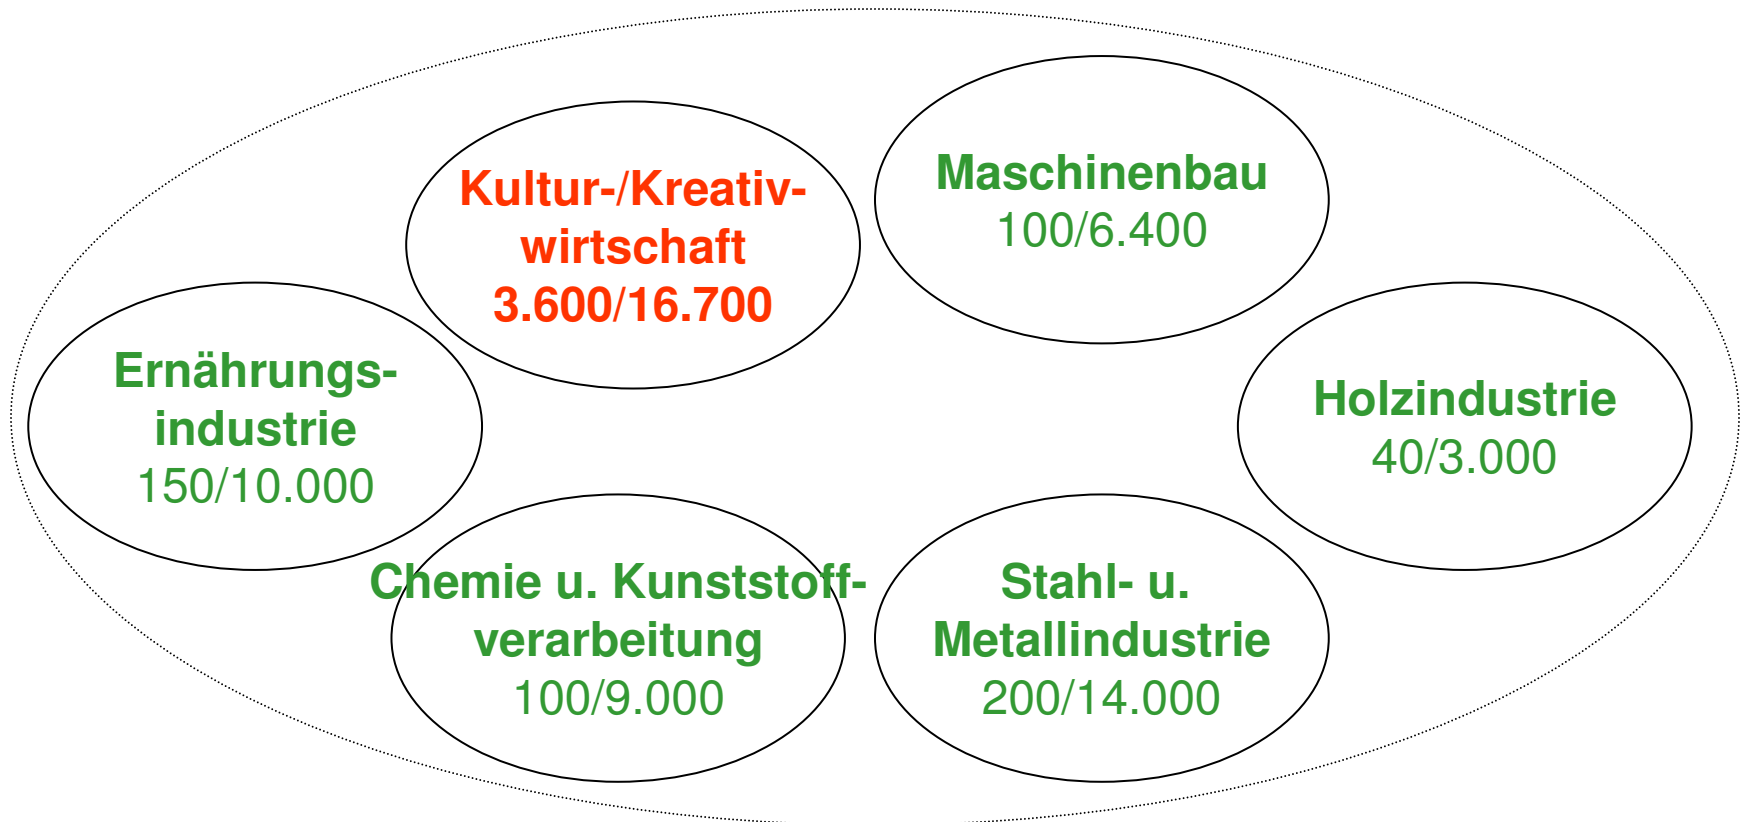 Kultur-/Kreativ-
wirtschaft
3.600/16.700
Maschinenbau
100/6.400
Ernährungs-
industrie
150/10.000
Holzindustrie
40/3.000
Chemie u. Kunststoff-
verarbeitung
100/9.000
Stahl- u.
Metallindustrie
200/14.000